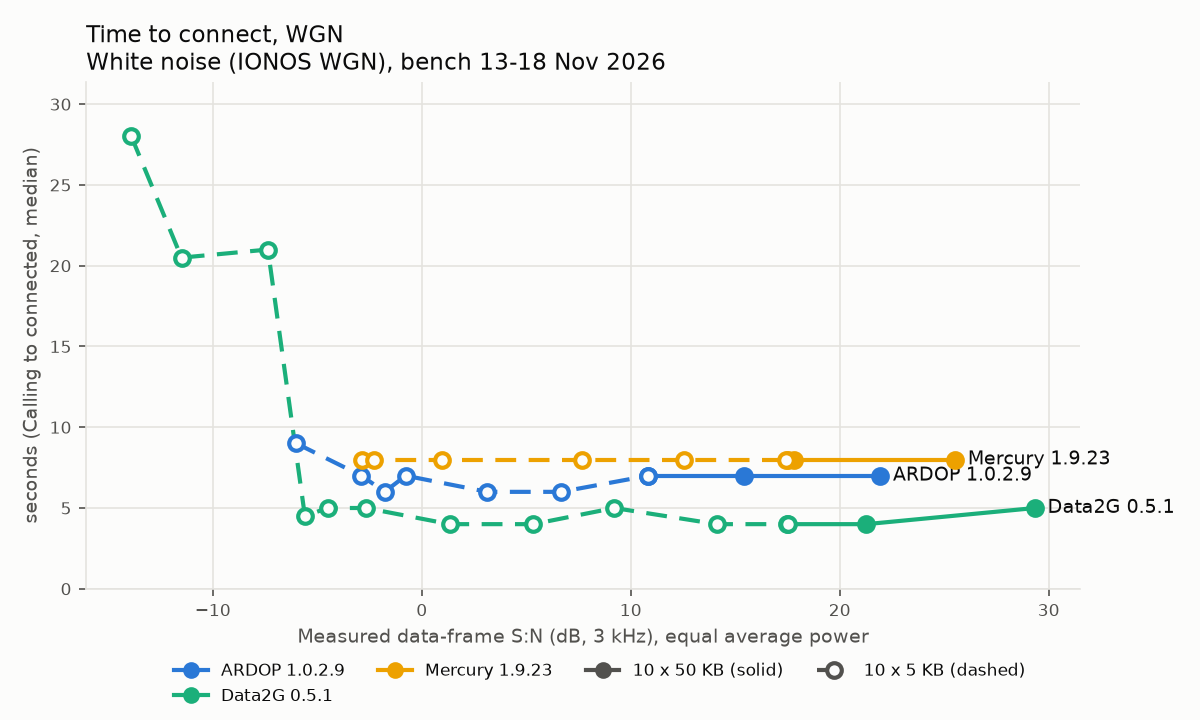 Time to connect, WGN
White noise (IONOS WGN), bench 13-18 Nov 2026
seconds (Calling to connected, median)
30
25
20
15
10
5
0
Mercury 1.9.23
ARDOP 1.0.2.9
Data2G 0.5.1
−10
0
10
20
30
Measured data-frame S:N (dB, 3 kHz), equal average power
ARDOP 1.0.2.9 Mercury 1.9.23 10 x 50 KB (solid) 10 x 5 KB (dashed)
Data2G 0.5.1